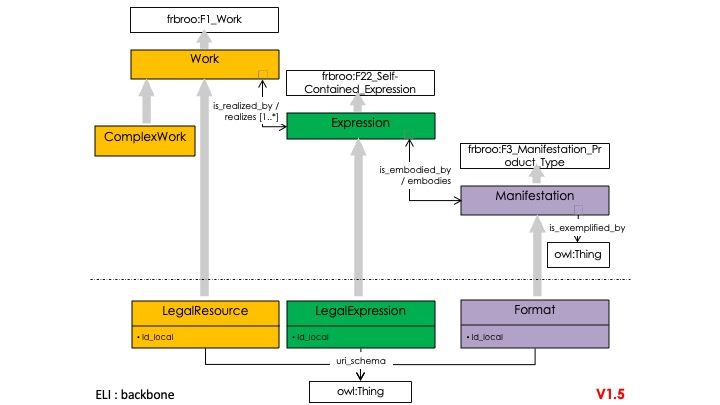 frbroo:F1_Work
Work
frbroo:F22_Self-
Contained_Expression
is_realized_by /
realizes [1..*]
Expression
ComplexWork
frbroo:F3_Manifestation_Pr
oduct_Type
is_embodied_by
/ embodies
Manifestation
is_exemplified_by
owl:Thing
LegalResource
• id_local
LegalExpression
• id_local
Format
• id_local
uri_schema
owl:Thing
ELI : backbone
V1.5